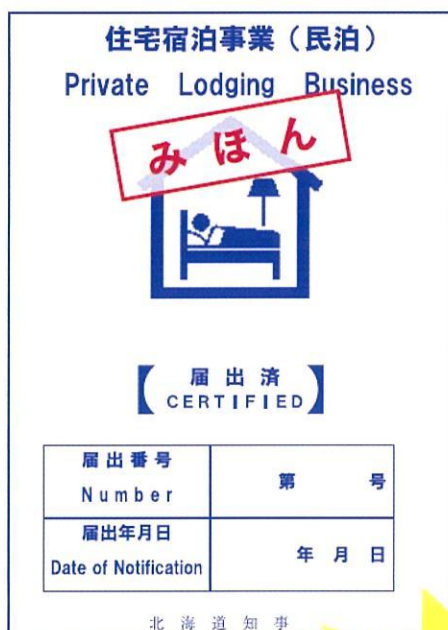 住宅宿泊事業（民泊）
Private Lodging Business
みほん
届出済
CERTIFIED
届出番号
Number
第 号
届出年月日
Date of Notification
年 月 日
北海道知事